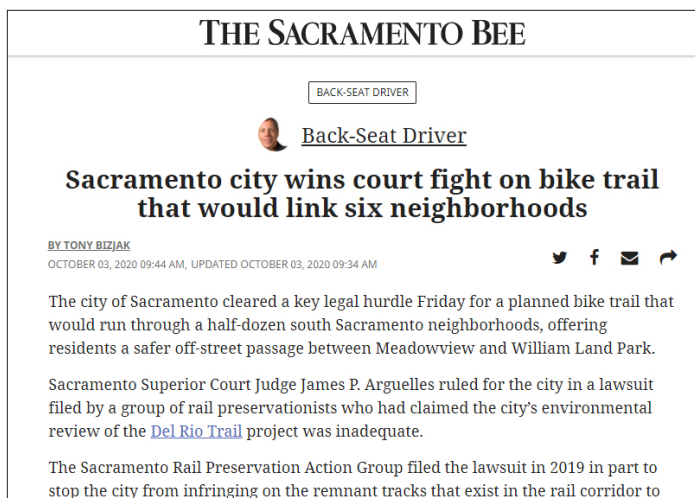 THE SACRAMENTO BEE
BACK-SEAT DRIVER
Back-Seat Driver
Sacramento city wins court fight on bike trail
that would link six neighborhoods
BY TONY BIZJAK
OCTOBER 03, 2020 09:44 AM, UPDATED OCTOBER 03, 2020 09:34 AM
The city of Sacramento cleared a key legal hurdle Friday for a planned bike trail that
would run through a half-dozen south Sacramento neighborhoods, offering
residents a safer off-street passage between Meadowview and William Land Park.
Sacramento Superior Court Judge James P. Arguelles ruled for the city in a lawsuit
filed by a group of rail preservationists who had claimed the city’s environmental
review of the Del Rio Trail project was inadequate.
The Sacramento Rail Preservation Action Group filed the lawsuit in 2019 in part to
stop the city from infringing on the remnant tracks that exist in the rail corridor to